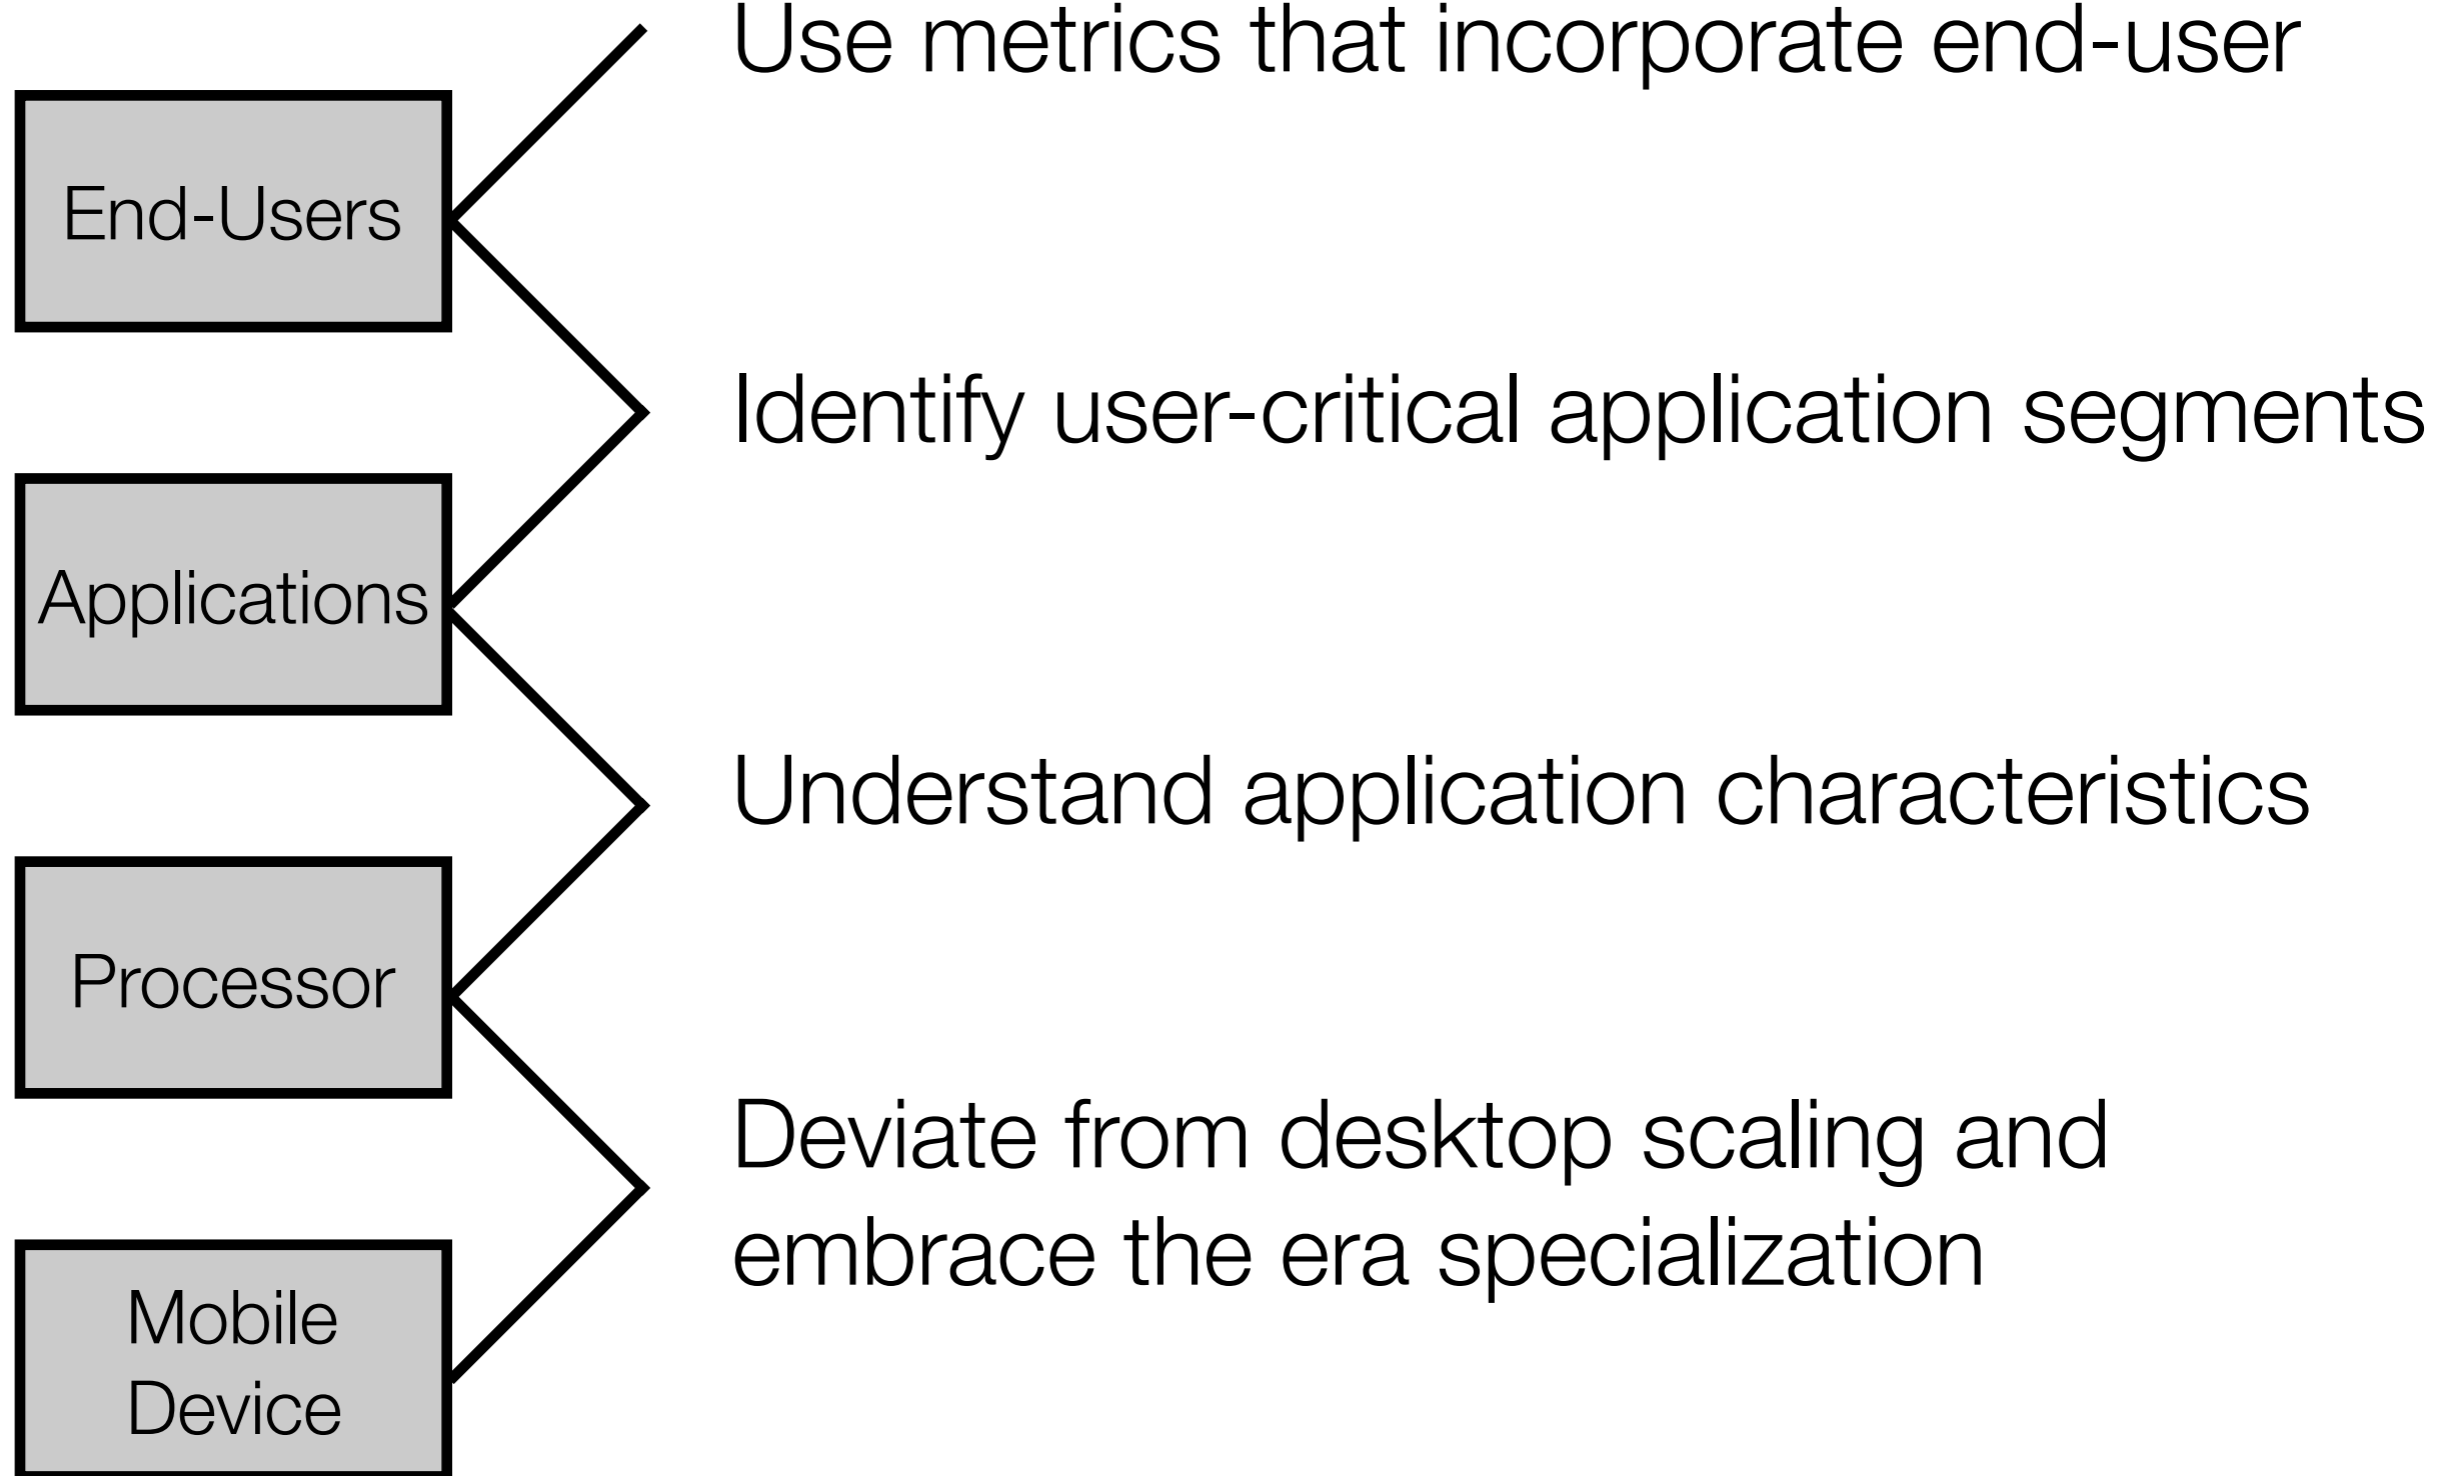 Use metrics that incorporate end-user
End-Users
Identify user-critical application segments
Applications
Understand application characteristics
Processor
Deviate from desktop scaling and
embrace the era specialization
Mobile
Device